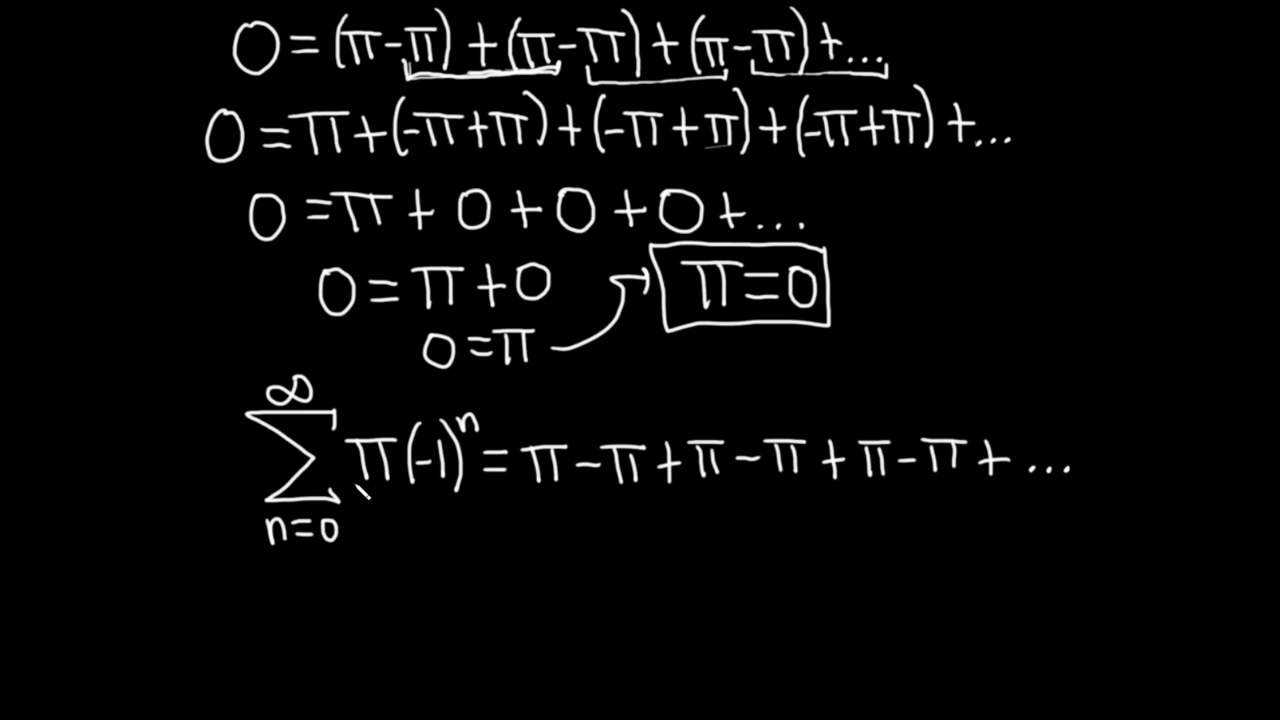 0 = (π-π) + (π-π) + (π-π) + ...
0 = π + (-π+π) + (-π+π) + (-π+π) + ...
0 = π + 0 + 0 + 0 + ...
0 = π + 0
π = 0
0 = π
∞
∑ π(-1)ⁿ = π - π + π - π + π - π + ...
n=0